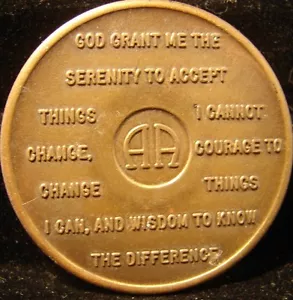 GOD GRANT ME THE
SERENITY TO ACCEPT
THINGS I CANNOT
AA
CHANGE, COURAGE TO
CHANGE THINGS
I CAN, AND WISDOM TO KNOW
THE DIFFERENCE